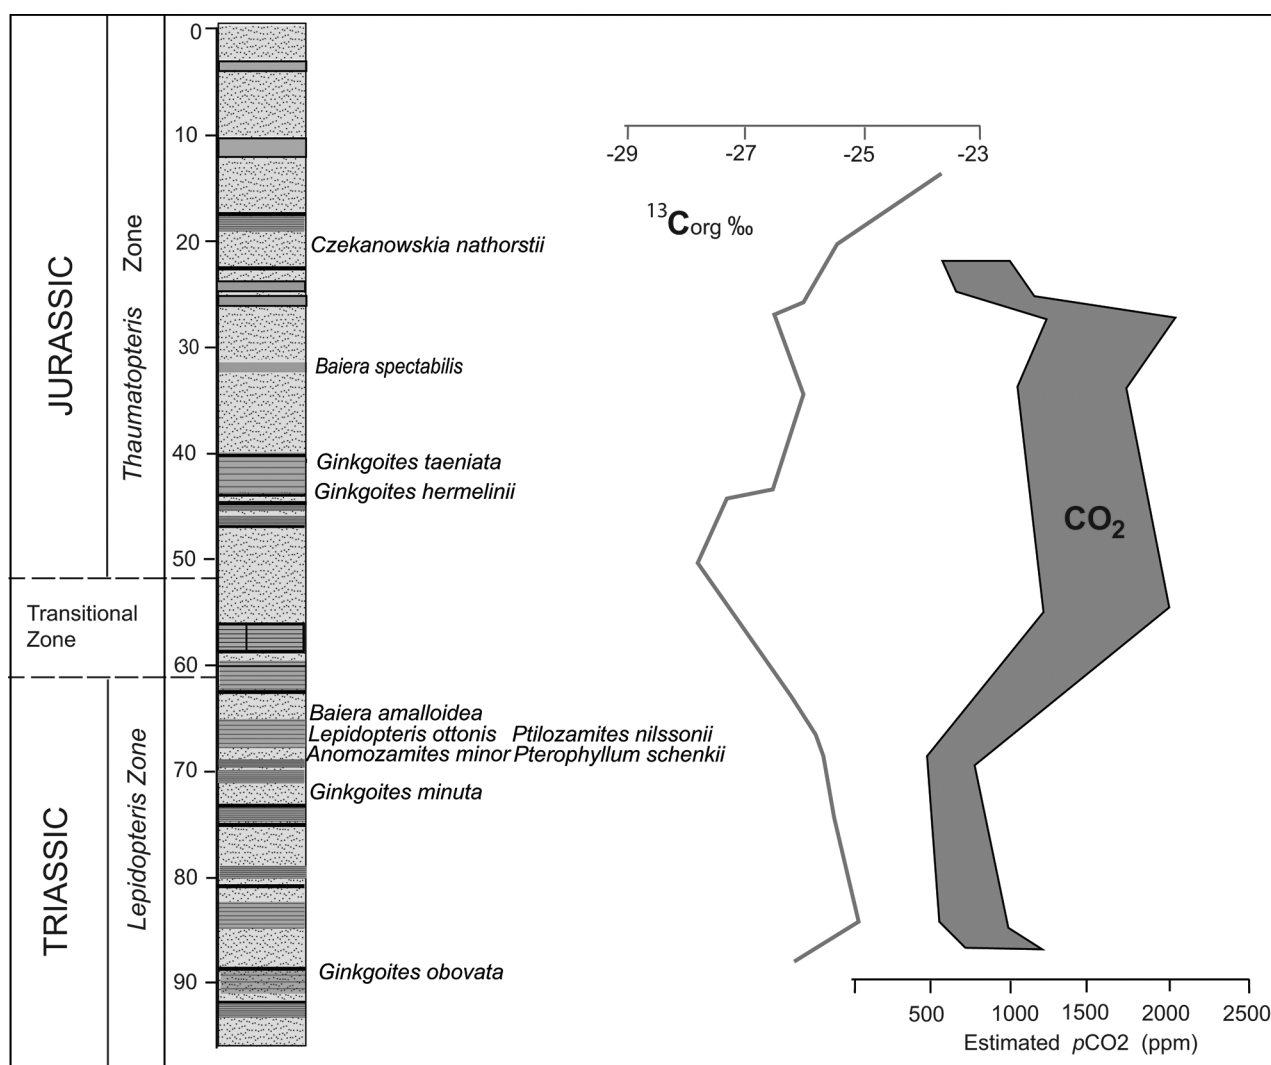 0
10
20
30
40
50
60
70
80
90
JURASSIC
Thaumatopteris Zone
Transitional
Zone
TRIASSIC
Lepidopteris Zone
Czekanowskia nathorstii
Baiera spectabilis
Ginkgoites taeniata
Ginkgoites hermelinii
Baiera amalloidea
Lepidopteris ottonis Ptilozamites nilssonii
Anomozamites minor Pterophyllum schenkii
Ginkgoites minuta
Ginkgoites obovata
-29 -27 -25 -23
13Corg ‰
CO2
500 1000 1500 2000 2500
Estimated pCO2 (ppm)